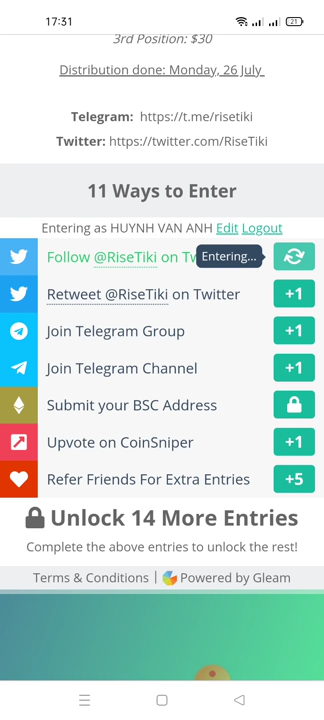 17:31
21
3rd Position: $30
Distribution done: Monday, 26 July
Telegram: https://t.me/risetiki
Twitter: https://twitter.com/RiseTiki
11 Ways to Enter
Entering as HUYNH VAN ANH Edit Logout
Follow @RiseTiki on Tw Entering...
Retweet @RiseTiki on Twitter +1
Join Telegram Group +1
Join Telegram Channel +1
Submit your BSC Address
Upvote on CoinSniper +1
Refer Friends For Extra Entries +5
Unlock 14 More Entries
Complete the above entries to unlock the rest!
Terms & Conditions | Powered by Gleam